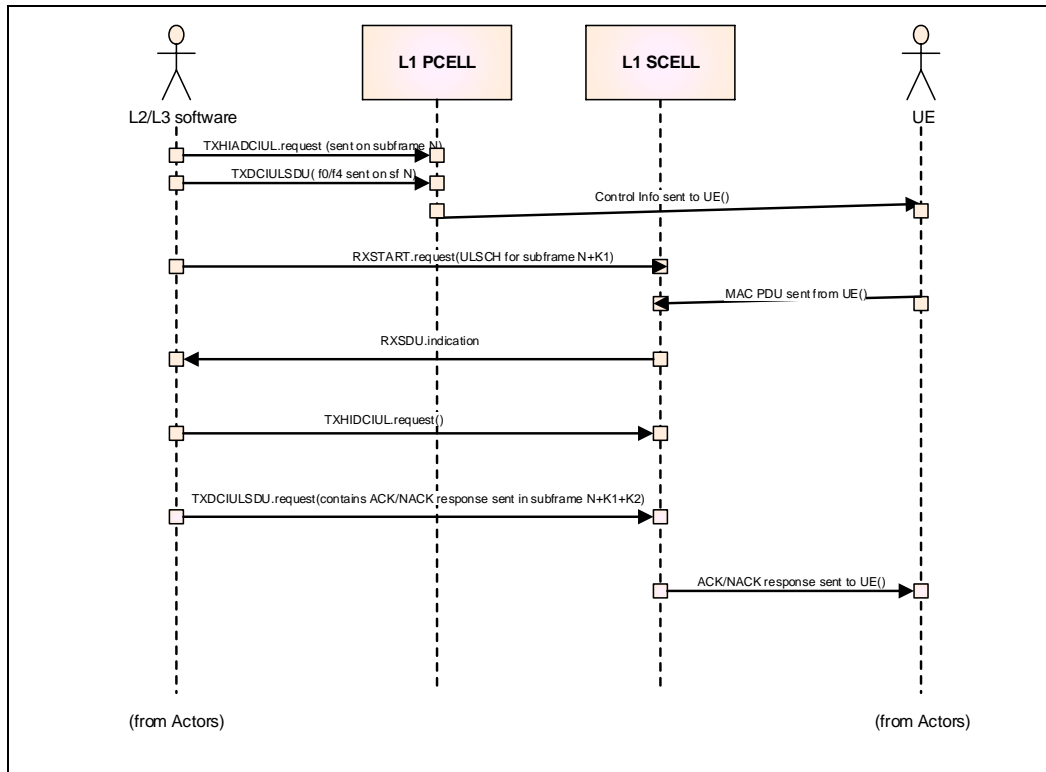 L1 PCELL
L1 SCELL
L2/L3 software
UE
TXHIADCIUL.request (sent on subframe N)
TXDCIULSDU( f0/f4 sent on sf N)
Control Info sent to UE()
RXSTART.request(ULSCH for subframe N+K1)
MAC PDU sent from UE()
RXSDU.indication
TXHIDCIUL.request()
TXDCIULSDU.request(contains ACK/NACK response sent in subframe N+K1+K2)
ACK/NACK response sent to UE()
(from Actors)
(from Actors)